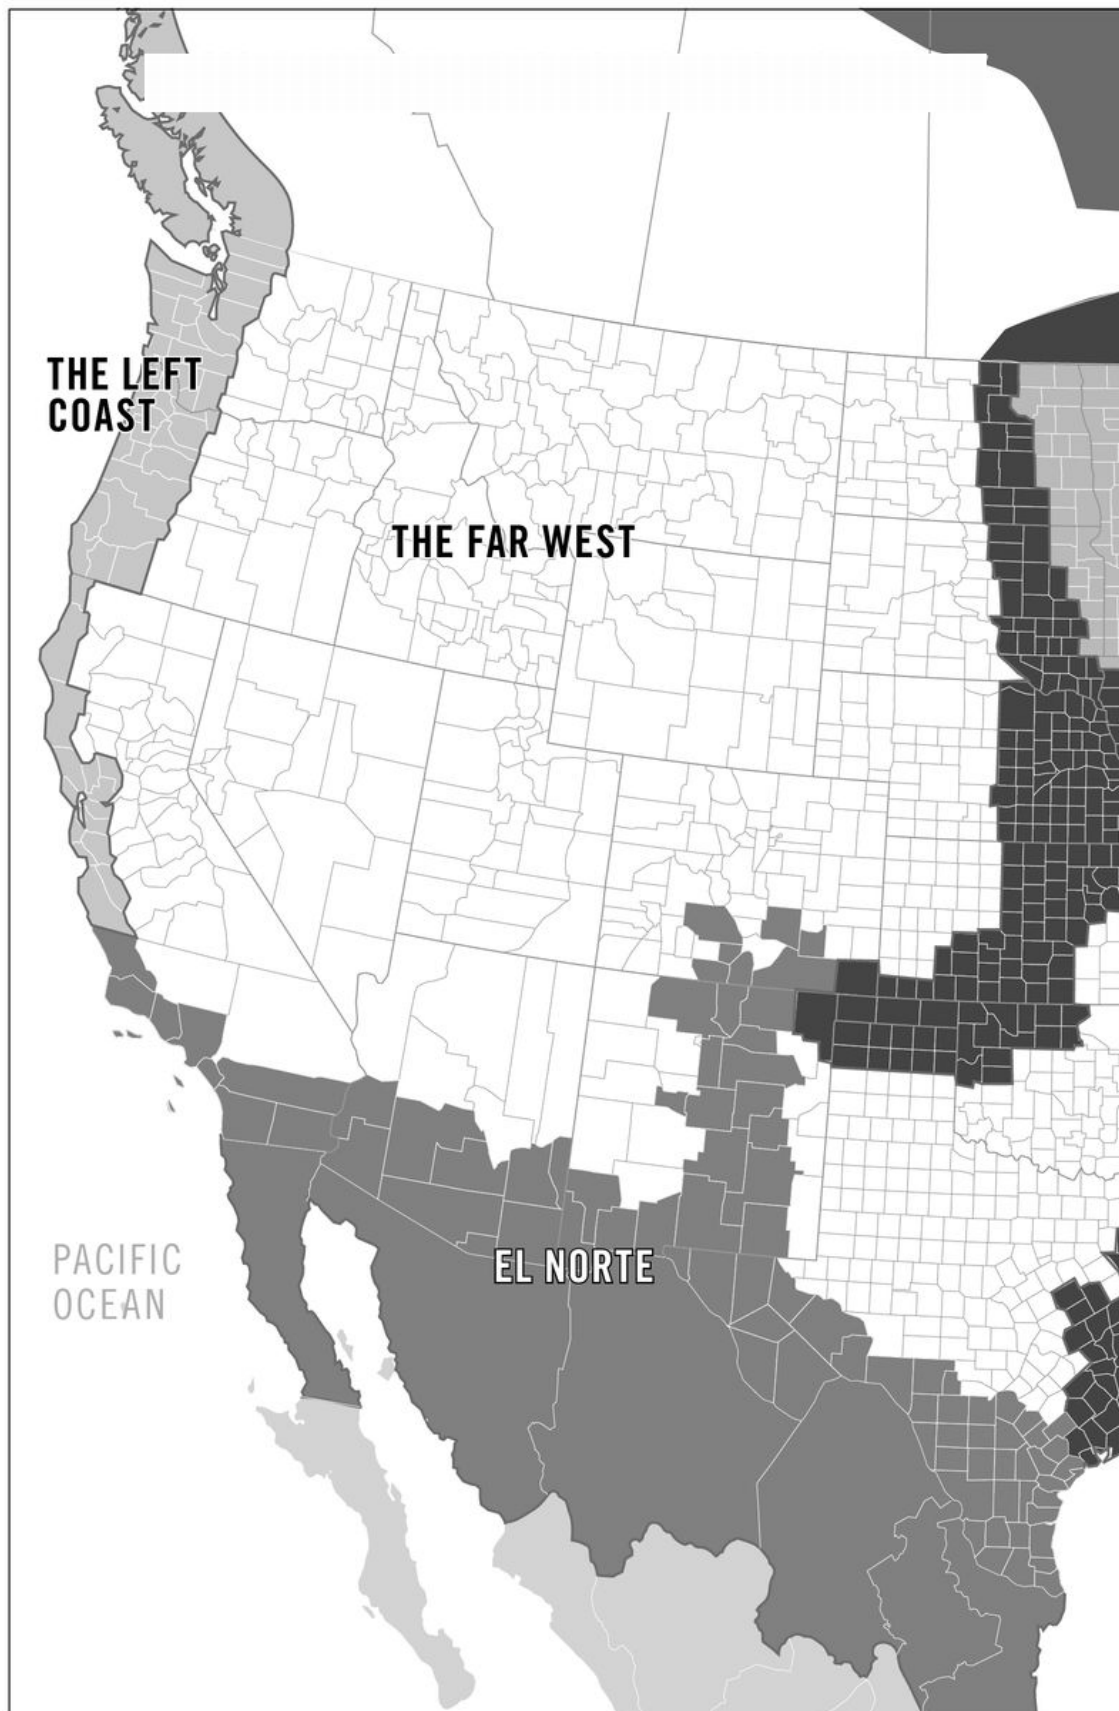 THE LEFT
COAST
THE FAR WEST
PACIFIC
OCEAN
EL NORTE